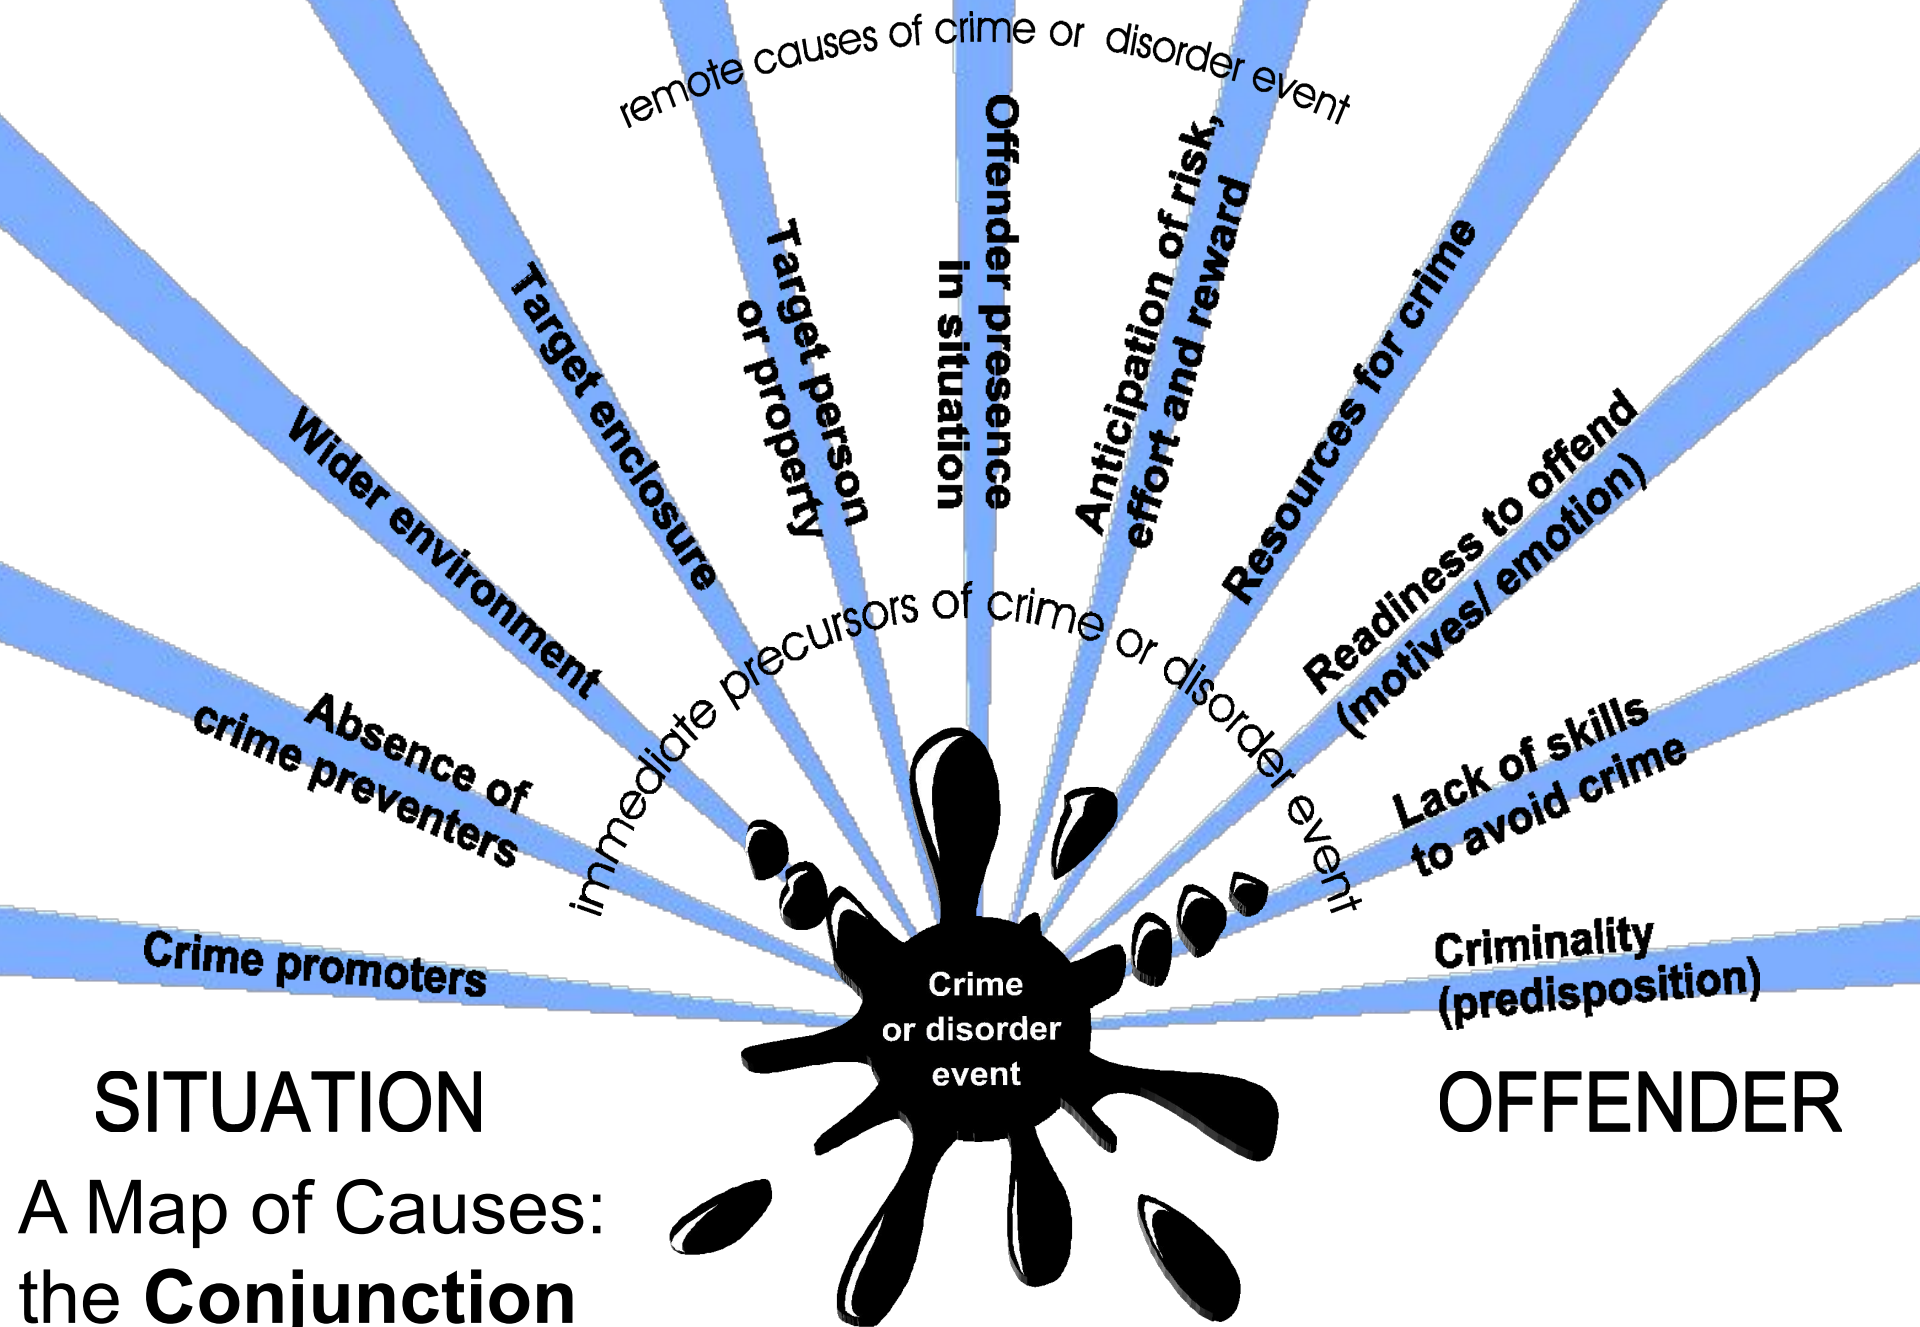 remote causes of crime or disorder event
Crime promoters
Absence of
crime preventers
Wider environment
Target enclosure
Target person
or property
Offender presence
in situation
Anticipation of risk,
effort and reward
Resources for crime
Readiness to offend
(motives/ emotion)
Lack of skills
to avoid crime
Criminality
(predisposition)
immediate precursors of crime or disorder event
Crime
or disorder
event
SITUATION
OFFENDER
A Map of Causes:
the Conjunction